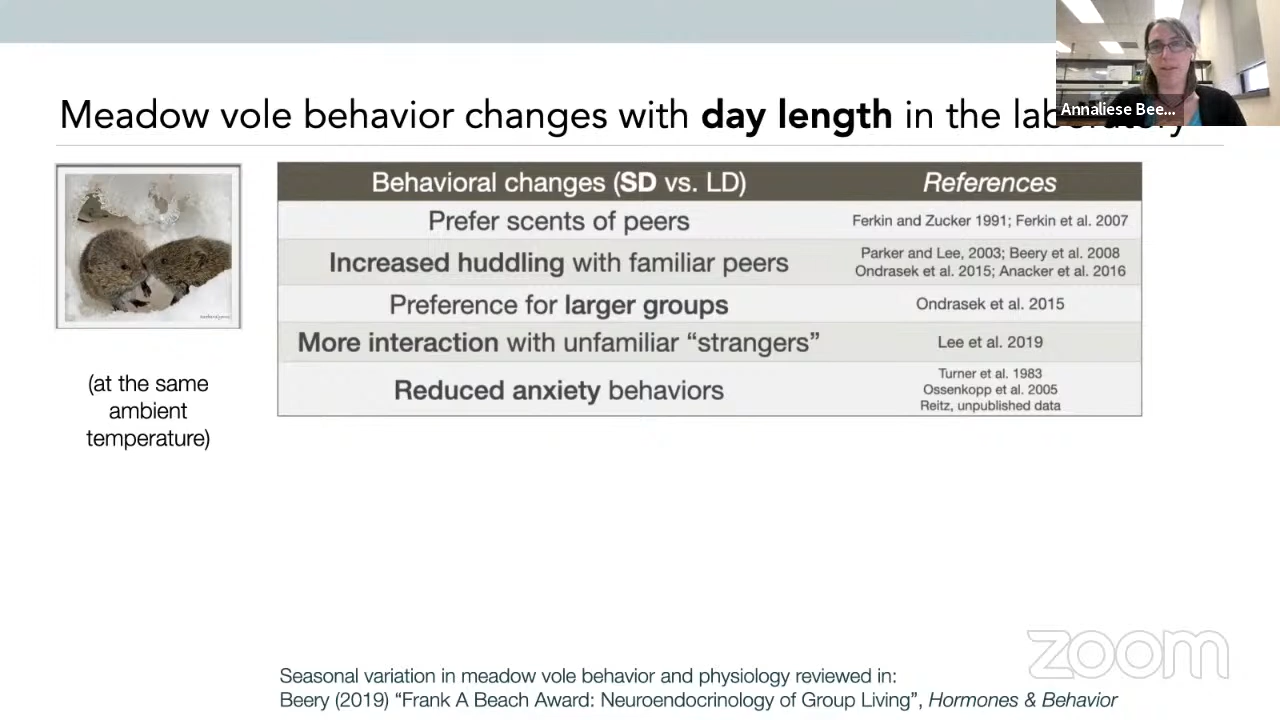 Meadow vole behavior changes with day length in the laboratory
Annaliese Bee...
Behavioral changes (SD vs. LD) References
Prefer scents of peers Ferkin and Zucker 1991; Ferkin et al. 2007
Increased huddling with familiar peers Parker and Lee, 2003; Beery et al. 2008
Ondrasek et al. 2015; Anacker et al. 2016
Preference for larger groups Ondrasek et al. 2015
More interaction with unfamiliar “strangers” Lee et al. 2019
Reduced anxiety behaviors Turner et al. 1983
Ossenkopp et al. 2005
Reitz, unpublished data
(at the same
ambient
temperature)
Seasonal variation in meadow vole behavior and physiology reviewed in:
Beery (2019) “Frank A Beach Award: Neuroendocrinology of Group Living”, Hormones & Behavior
zoom